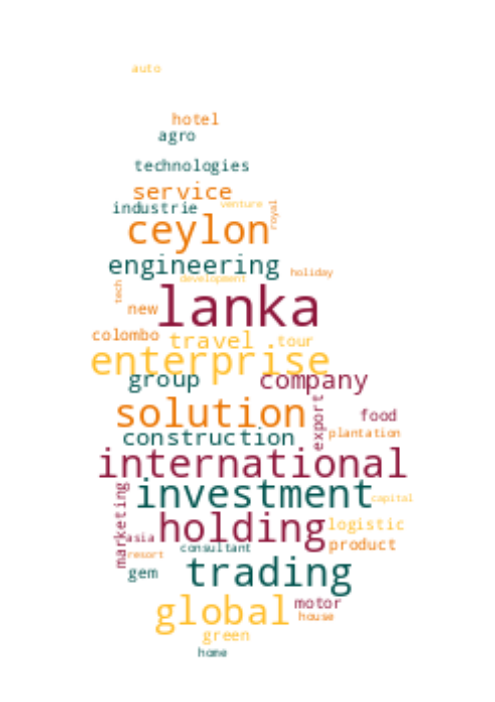 auto
hotel
agro
technologies
service
industrie venture royal
ceylon
engineering holiday
tech development
new lanka
colombo travel tour
enterprise
group company
solution export food
construction plantation
international
marketing investment capital
asia holding logistic
resort consultant product
gem trading
global motor
house
green
home